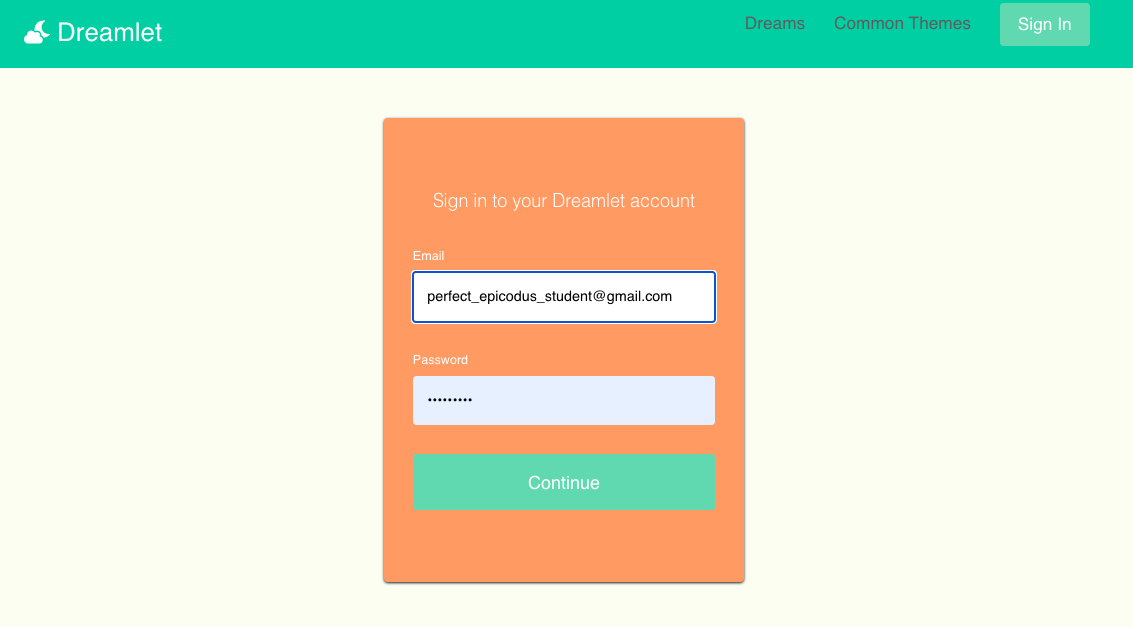 Dreamlet
Dreams Common Themes Sign In
Sign in to your Dreamlet account
Email
perfect_epicodus_student@gmail.com
Password
•••••••••
Continue